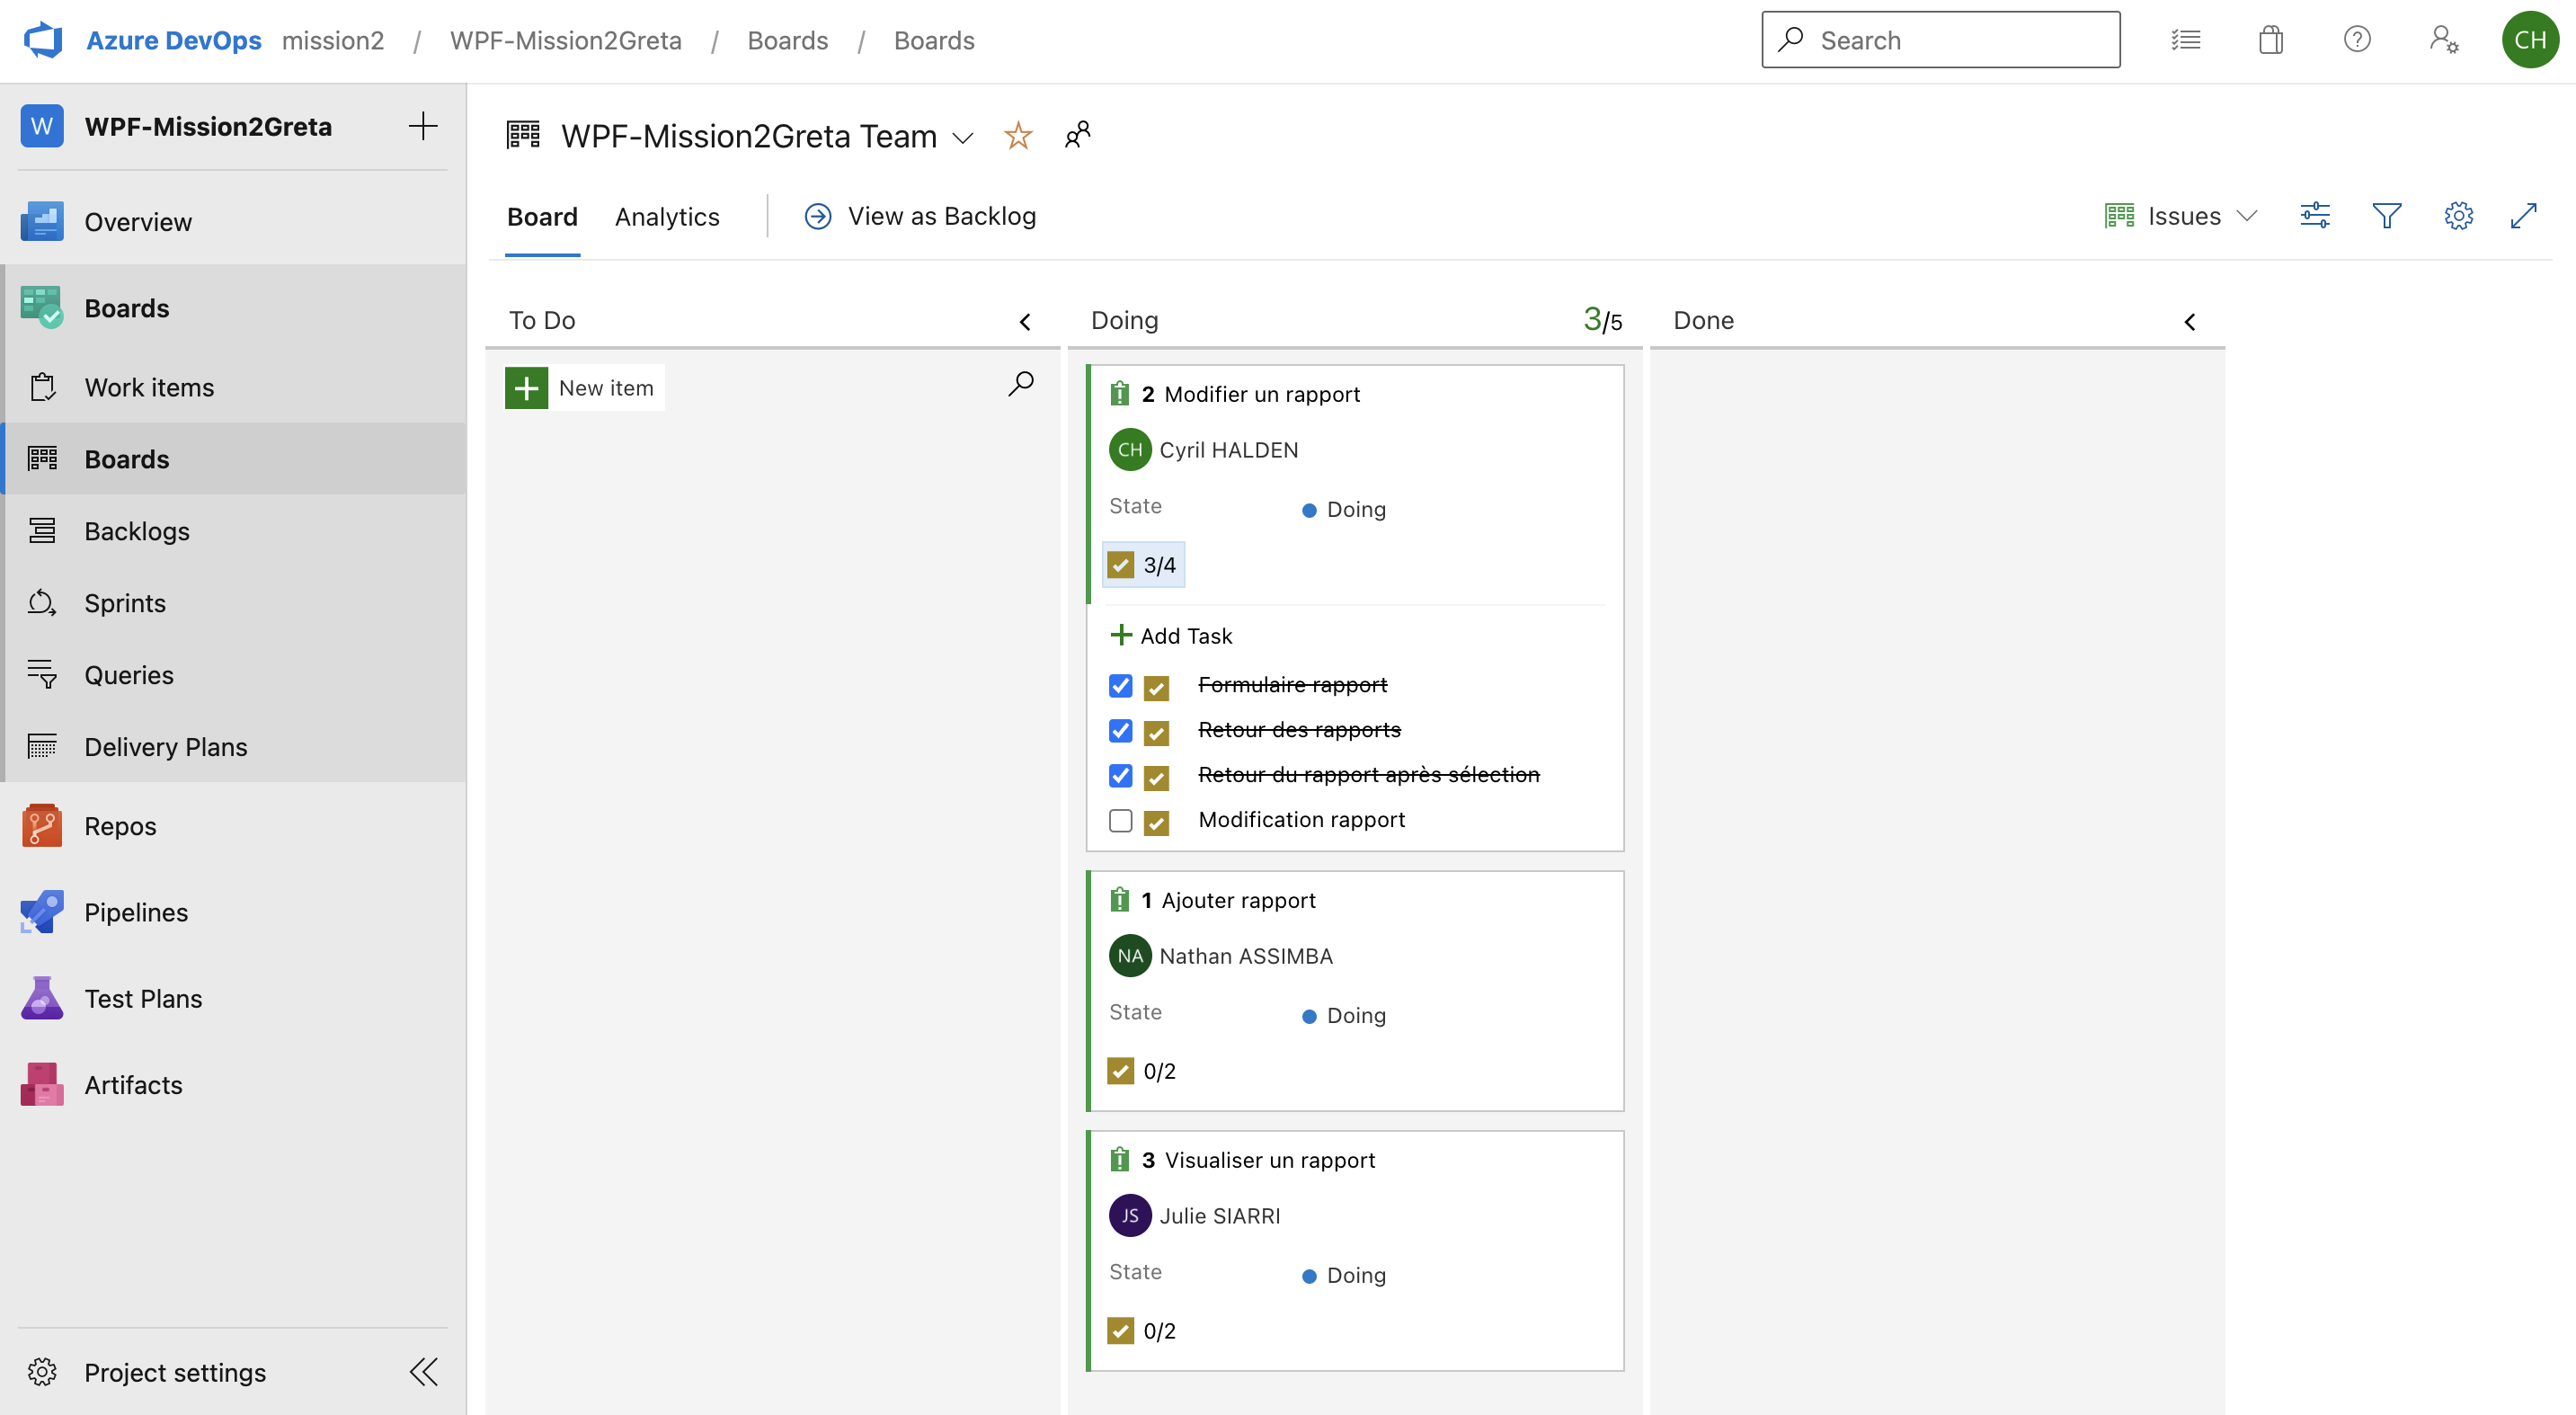 Azure DevOps mission2 / WPF-Mission2Greta / Boards / Boards
Search
CH
W WPF-Mission2Greta
Overview
Boards
Work items
Boards
Backlogs
Sprints
Queries
Delivery Plans
Repos
Pipelines
Test Plans
Artifacts
Project settings
WPF-Mission2Greta Team
Board Analytics View as Backlog
Issues
To Do
New item
Doing 3/5
2 Modifier un rapport
CH Cyril HALDEN
State Doing
3/4
Add Task
Formulaire rapport
Retour des rapports
Retour du rapport après sélection
Modification rapport
1 Ajouter rapport
NA Nathan ASSIMBA
State Doing
0/2
3 Visualiser un rapport
JS Julie SIARRI
State Doing
0/2
Done